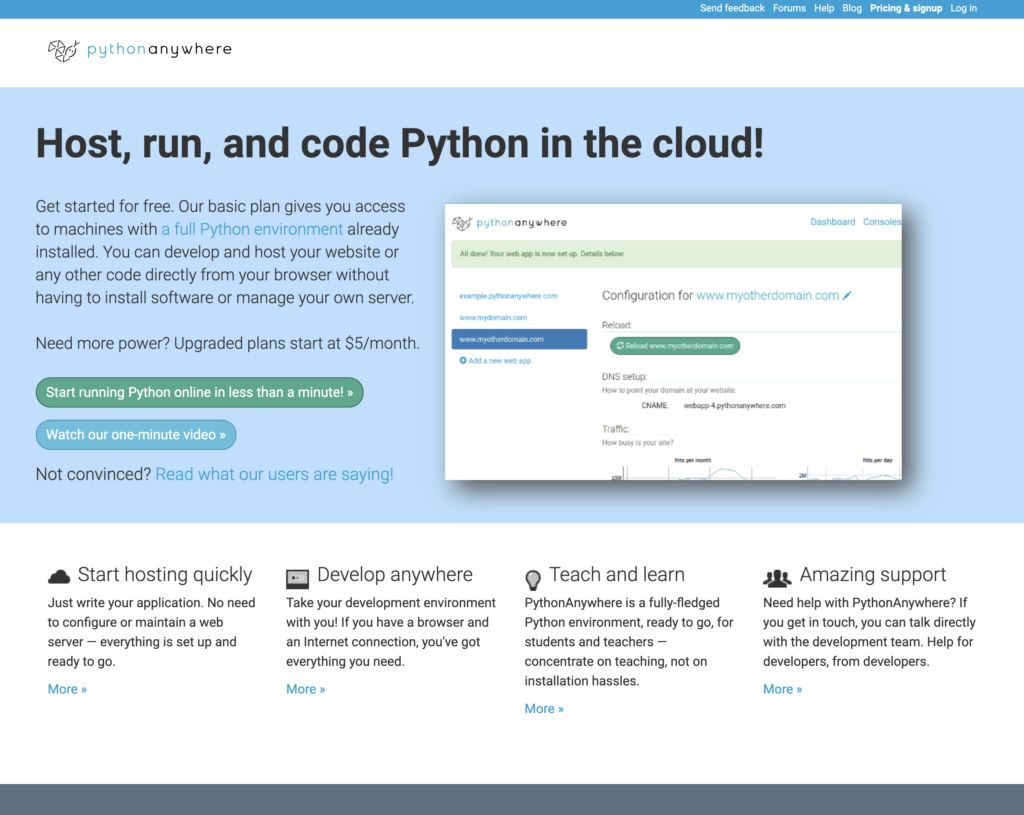 Send feedback Forums Help Blog Pricing & signup Log in
pythonanywhere
Host, run, and code Python in the cloud!
Get started for free. Our basic plan gives you access
to machines with a full Python environment already
installed. You can develop and host your website or
any other code directly from your browser without
having to install software or manage your own server.
Need more power? Upgraded plans start at $5/month.
Start running Python online in less than a minute! »
Watch our one-minute video »
Not convinced? Read what our users are saying!
pythonanywhere
Dashboard Consoles
All done! Your web app is now set up. Details below.
example.pythonanywhere.com
www.mydomain.com
www.myotherdomain.com
Add a new web app
Configuration for www.myotherdomain.com
Reload:
Reload www.myotherdomain.com
DNS setup:
How to point your domain at your website.
CNAME: webapp-4.pythonanywhere.com
Traffic:
How busy is your site?
Hits per month Hits per day
2M
Start hosting quickly
Just write your application. No need
to configure or maintain a web
server — everything is set up and
ready to go.
More »
Develop anywhere
Take your development environment
with you! If you have a browser and
an Internet connection, you've got
everything you need.
More »
Teach and learn
PythonAnywhere is a fully-fledged
Python environment, ready to go, for
students and teachers —
concentrate on teaching, not on
installation hassles.
More »
Amazing support
Need help with PythonAnywhere? If
you get in touch, you can talk directly
with the development team. Help for
developers, from developers.
More »